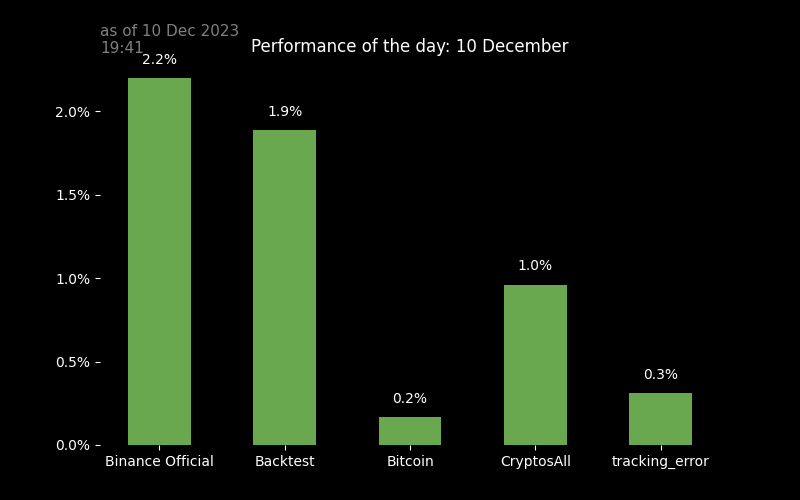 as of 10 Dec 2023
19:41
Performance of the day: 10 December
2.2%
1.9%
0.2%
1.0%
0.3%
2.0%
1.5%
1.0%
0.5%
0.0%
Binance Official
Backtest
Bitcoin
CryptosAll
tracking_error